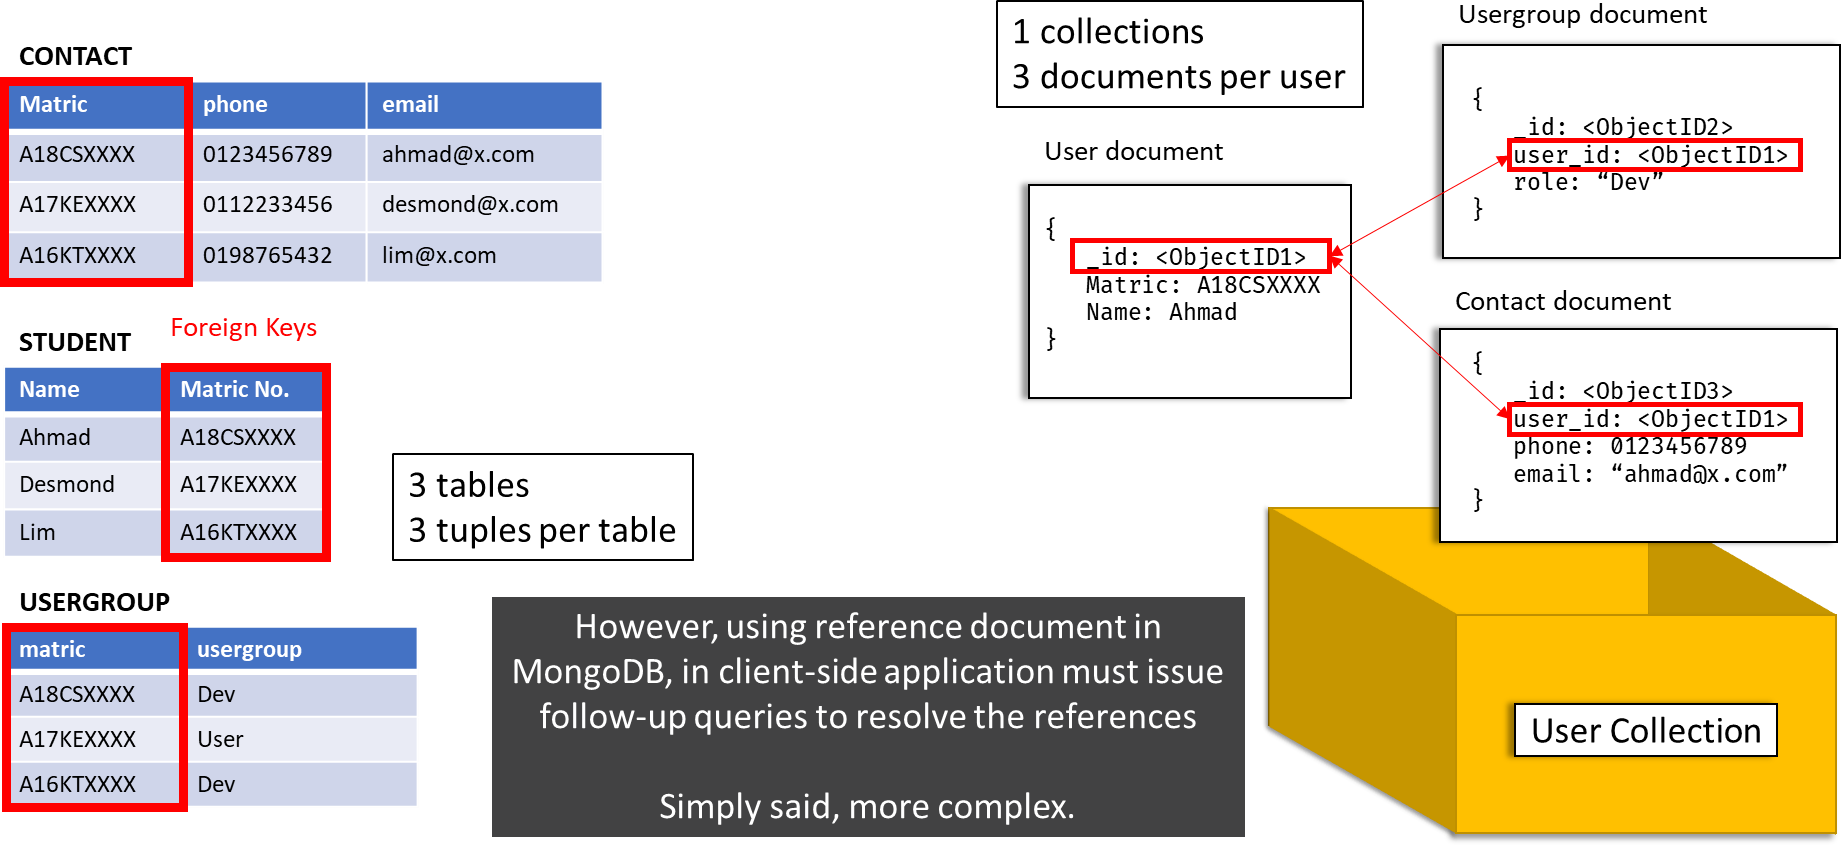 CONTACT
Matric phone email
A18CSXXXX 0123456789 ahmad@x.com
A17KEXXXX 0112233456 desmond@x.com
A16KTXXXX 0198765432 lim@x.com
Foreign Keys
STUDENT
Name Matric No.
Ahmad A18CSXXXX
Desmond A17KEXXXX
Lim A16KTXXXX
3 tables
3 tuples per table
USERGROUP
matric usergroup
A18CSXXXX Dev
A17KEXXXX User
A16KTXXXX Dev
However, using reference document in
MongoDB, in client-side application must issue
follow-up queries to resolve the references
Simply said, more complex.
1 collections
3 documents per user
User document
{
_id: <ObjectID1>
Matric: A18CSXXXX
Name: Ahmad
}
Usergroup document
{
_id: <ObjectID2>
user_id: <ObjectID1>
role: “Dev”
}
Contact document
{
_id: <ObjectID3>
user_id: <ObjectID1>
phone: 0123456789
email: “ahmad@x.com”
}
User Collection